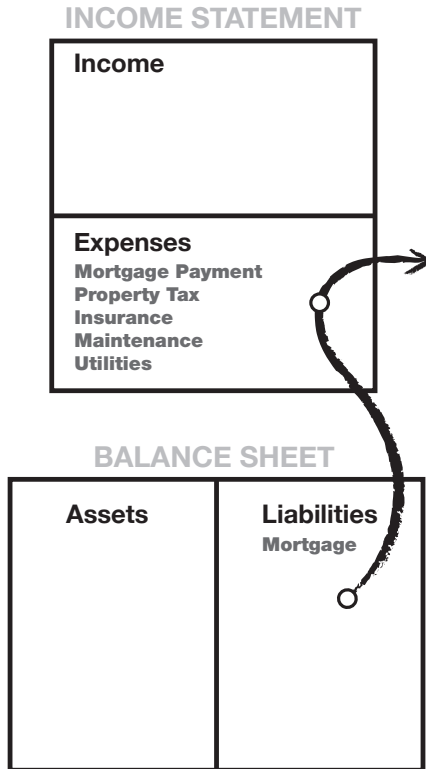 INCOME STATEMENT
Income
Expenses
Mortgage Payment
Property Tax
Insurance
Maintenance
Utilities
BALANCE SHEET
Assets
Liabilities
Mortgage